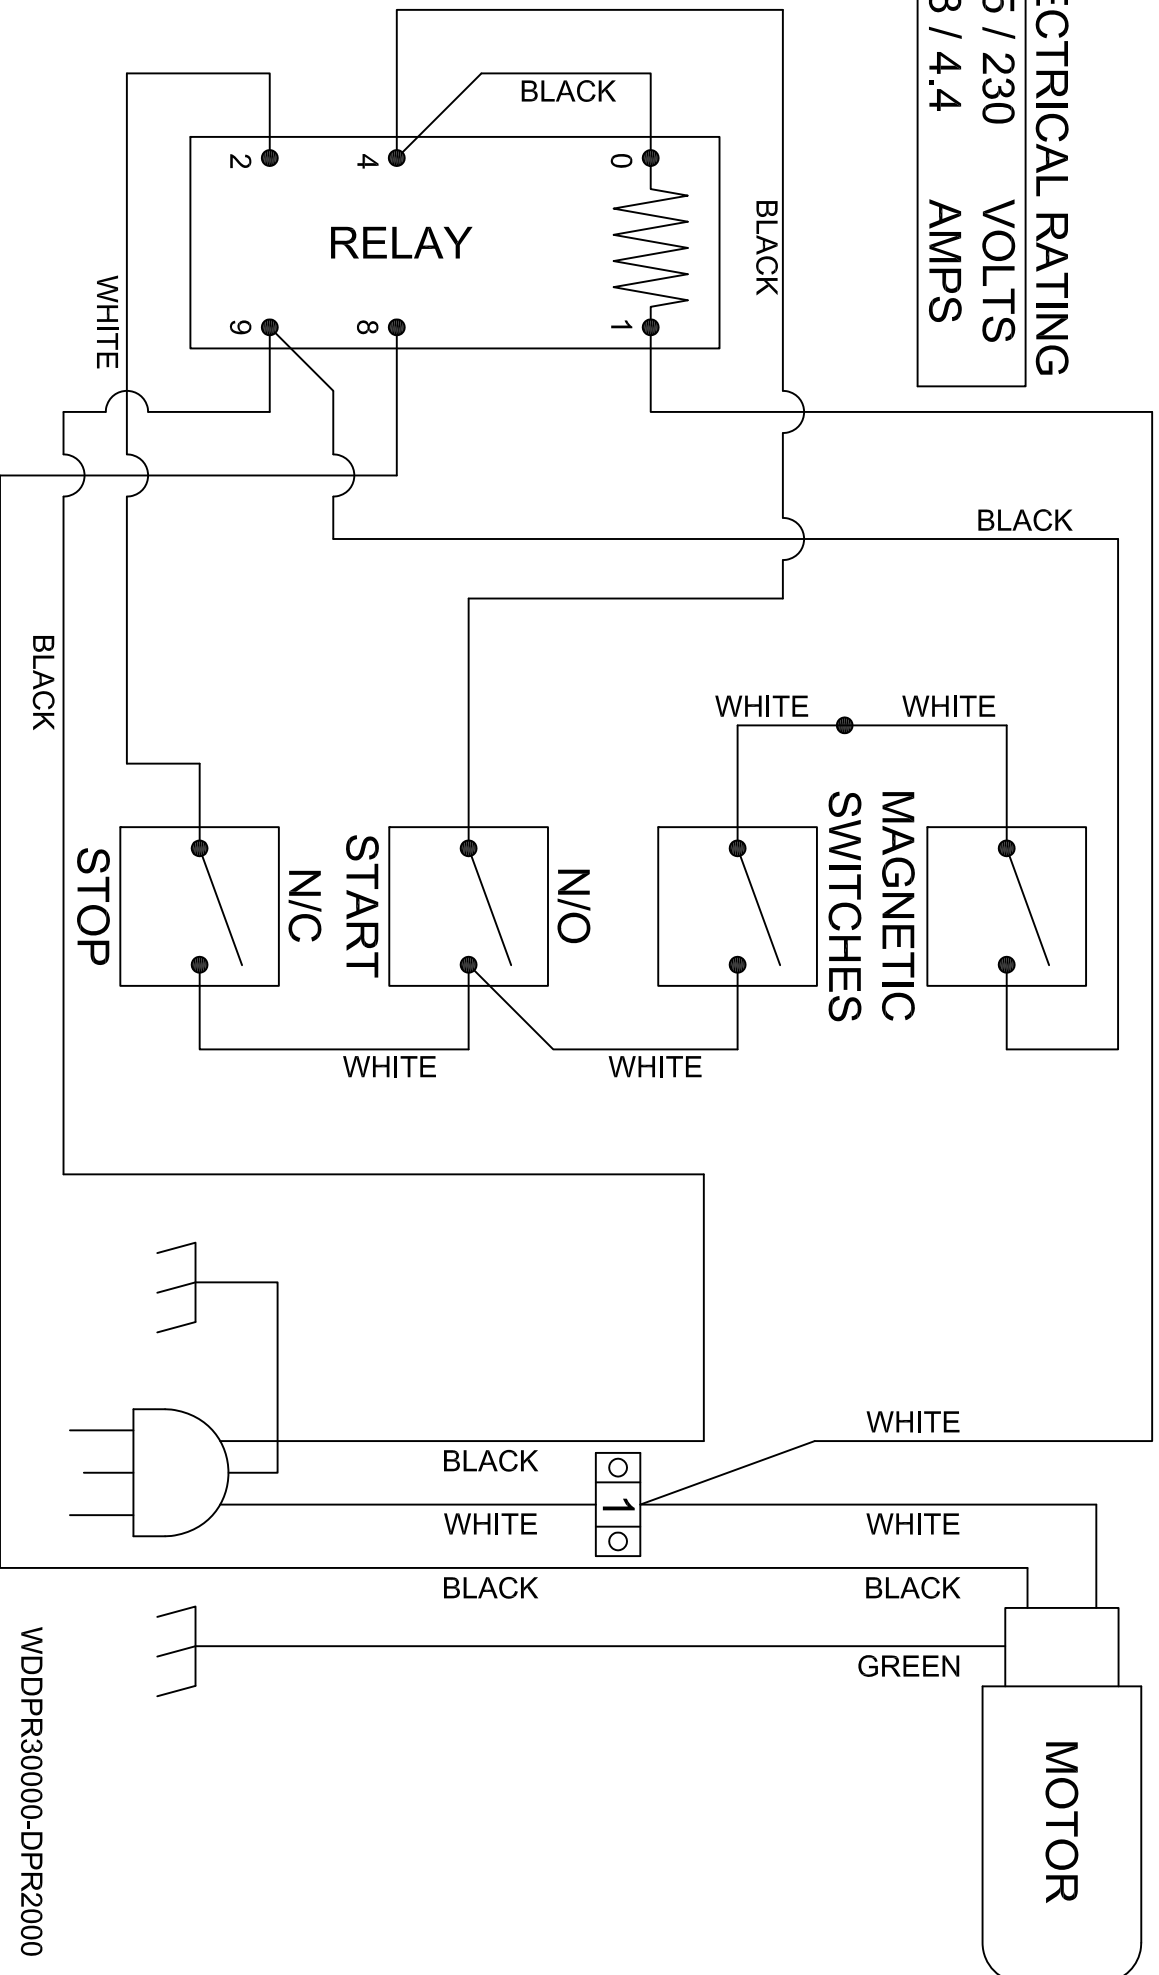 ECTRICAL RATING
5 / 230 VOLTS
8 / 4.4 AMPS
BLACK
BLACK
0
4
2
RELAY
1
8
9
WHITE
BLACK
BLACK
WHITE
WHITE
MAGNETIC
SWITCHES
N/O
START
N/C
STOP
WHITE
WHITE
WHITE
BLACK
1
WHITE
WHITE
BLACK
BLACK
GREEN
MOTOR
WDDPR30000-DPR2000